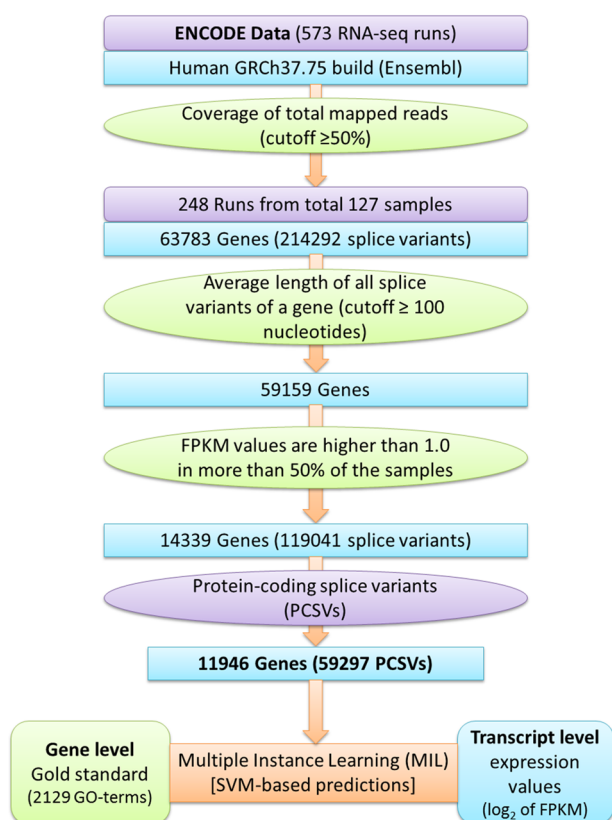 ENCODE Data (573 RNA-seq runs)
Human GRCh37.75 build (Ensembl)
Coverage of total mapped reads
(cutoff ≥50%)
248 Runs from total 127 samples
63783 Genes (214292 splice variants)
Average length of all splice
variants of a gene (cutoff ≥ 100
nucleotides)
59159 Genes
FPKM values are higher than 1.0
in more than 50% of the samples
14339 Genes (119041 splice variants)
Protein-coding splice variants
(PCSVs)
11946 Genes (59297 PCSVs)
Gene level
Gold standard
(2129 GO-terms)
Multiple Instance Learning (MIL)
[SVM-based predictions]
Transcript level
expression
values
(log₂ of FPKM)